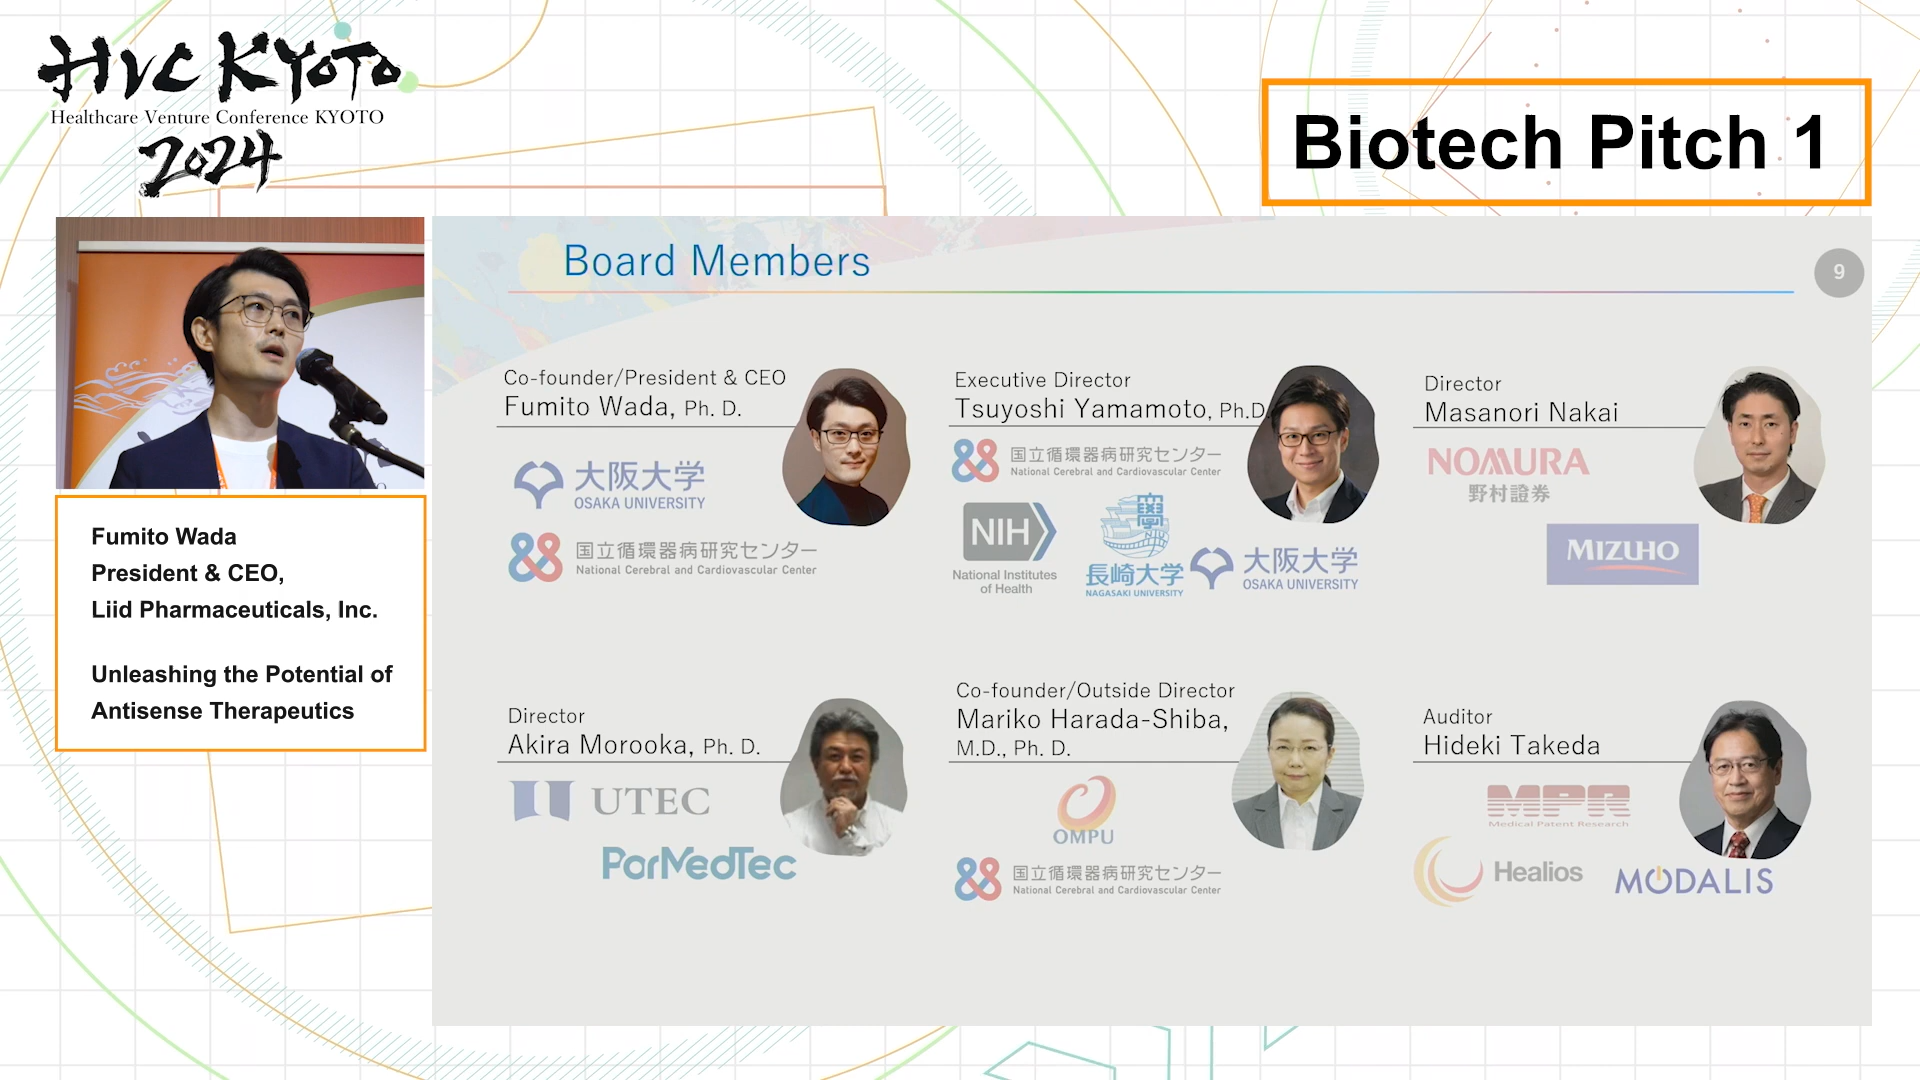 HVC KYOTO
Healthcare Venture Conference KYOTO
2024
Biotech Pitch 1
Fumito Wada
President & CEO,
Liid Pharmaceuticals, Inc.
Unleashing the Potential of
Antisense Therapeutics
Board Members
9
Co-founder/President & CEO
Fumito Wada, Ph. D.
大阪大学
OSAKA UNIVERSITY
国立循環器病研究センター
National Cerebral and Cardiovascular Center
Executive Director
Tsuyoshi Yamamoto, Ph.D
国立循環器病研究センター
National Cerebral and Cardiovascular Center
NIH
National Institutes
of Health
長崎大学
NAGASAKI UNIVERSITY
大阪大学
OSAKA UNIVERSITY
Director
Masanori Nakai
NOMURA
野村證券
MIZUHO
Director
Akira Morooka, Ph. D.
UTEC
PorMedTec
Co-founder/Outside Director
Mariko Harada-Shiba,
M.D., Ph. D.
OMPU
国立循環器病研究センター
National Cerebral and Cardiovascular Center
Auditor
Hideki Takeda
MPR
Medical Patent Research
Healios
MODALIS